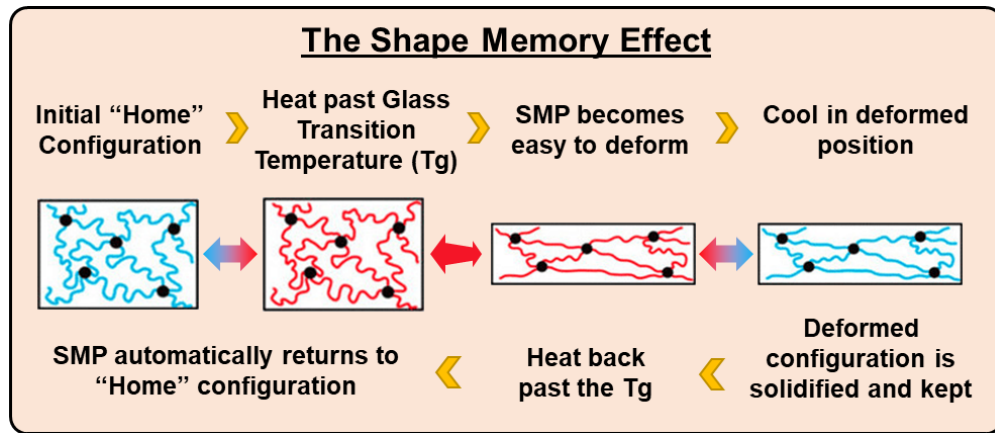 The Shape Memory Effect
Initial “Home”
Configuration
Heat past Glass
Transition
Temperature (Tg)
SMP becomes
easy to deform
Cool in deformed
position
Deformed
configuration is
solidified and kept
Heat back
past the Tg
SMP automatically returns to
“Home” configuration